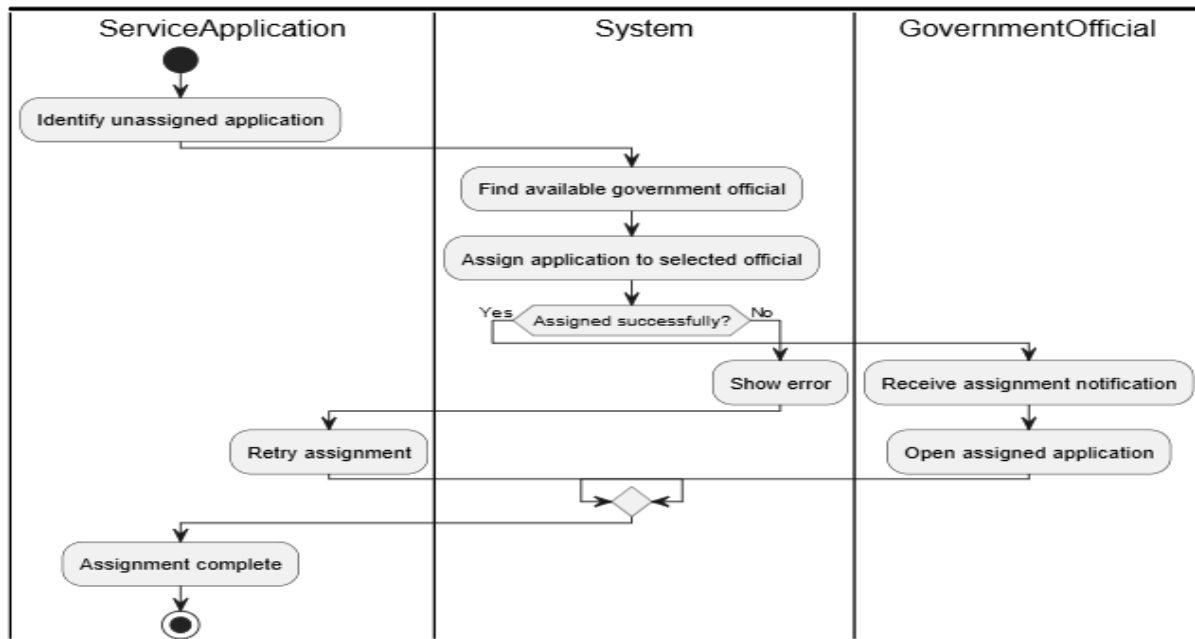 ServiceApplication
System
GovernmentOfficial
Identify unassigned application
Find available government official
Assign application to selected official
Yes
Assigned successfully?
No
Show error
Receive assignment notification
Retry assignment
Open assigned application
Assignment complete